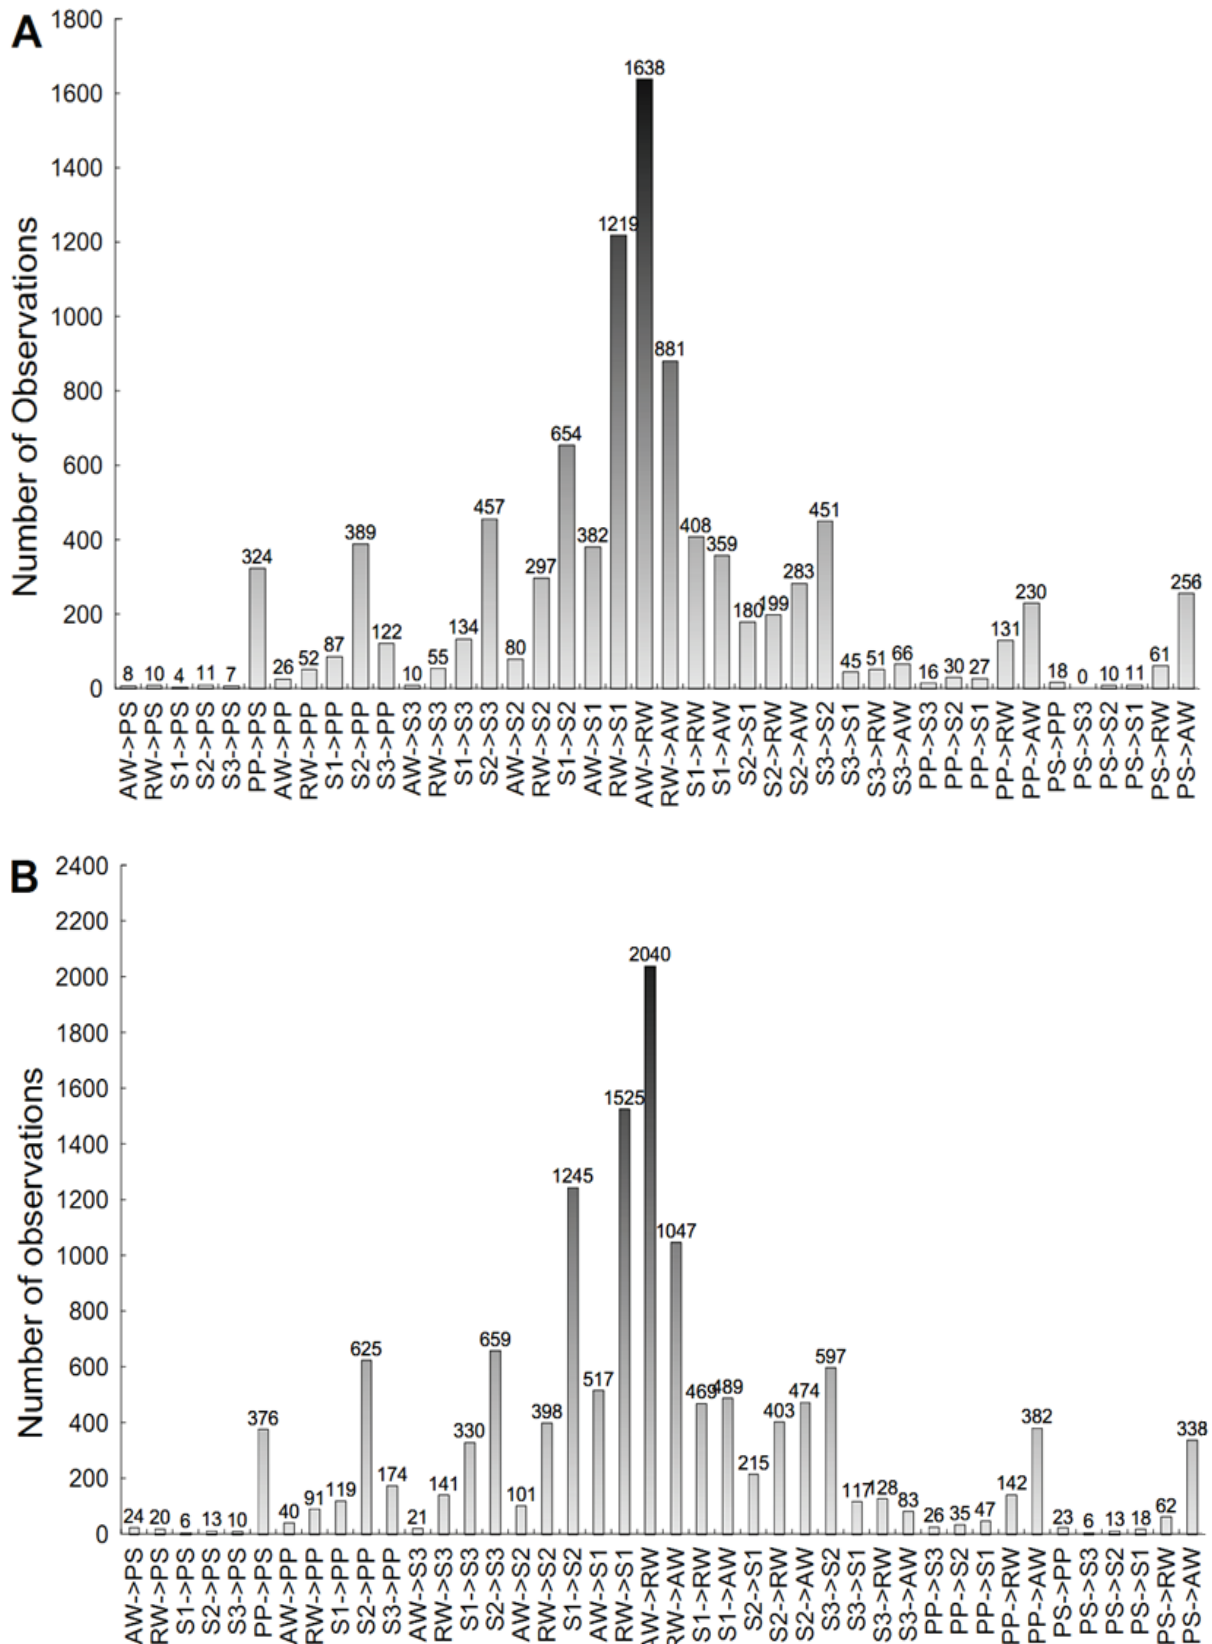 A
Number of Observations
1800
1600
1400
1200
1000
800
600
400
200
0
8 10 4 11 7 324 26 52 87 389 122 10 55 134 457 80 297 654 382 1219 1638 881 408 359 180 199 283 451 45 51 66 16 30 27 131 230 18 0 10 11 61 256
AW->PS RW->PS S1->PS S2->PS S3->PS PP->PS AW->PP RW->PP S1->PP S2->PP S3->PP AW->S3 RW->S3 S1->S3 S2->S3 AW->S2 RW->S2 S1->S2 AW->S1 RW->S1 AW->RW RW->AW S1->RW S1->AW S2->S1 S2->RW S2->AW S3->S2 S3->S1 S3->RW S3->AW PP->S3 PP->S2 PP->S1 PP->RW PP->AW PS->PP PS->S3 PS->S2 PS->S1 PS->RW PS->AW
B
Number of observations
2400
2200
2000
1800
1600
1400
1200
1000
800
600
400
200
0
24 20 6 13 10 376 40 91 119 625 174 21 141 330 659 101 398 1245 517 1525 2040 1047 469 489 215 403 474 597 117 128 83 26 35 47 142 382 23 6 13 18 62 338
AW->PS RW->PS S1->PS S2->PS S3->PS PP->PS AW->PP RW->PP S1->PP S2->PP S3->PP AW->S3 RW->S3 S1->S3 S2->S3 AW->S2 RW->S2 S1->S2 AW->S1 RW->S1 AW->RW RW->AW S1->RW S1->AW S2->S1 S2->RW S2->AW S3->S2 S3->S1 S3->RW S3->AW PP->S3 PP->S2 PP->S1 PP->RW PP->AW PS->PP PS->S3 PS->S2 PS->S1 PS->RW PS->AW